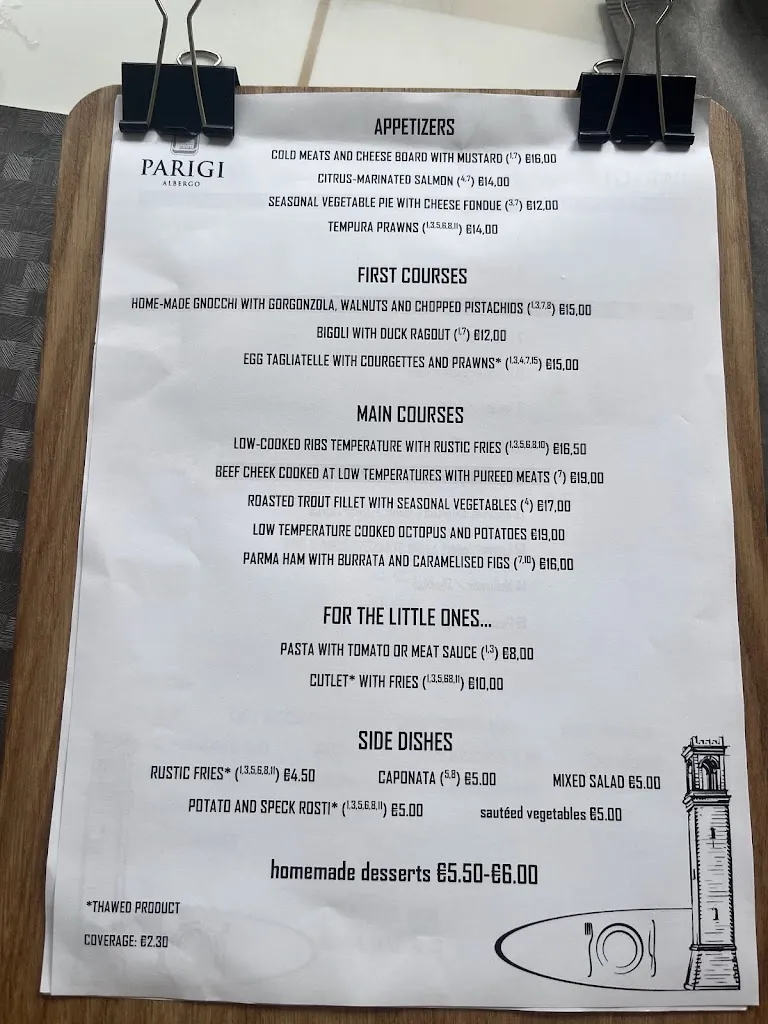 PARIGI
ALBERGO
APPETIZERS
COLD MEATS AND CHEESE BOARD WITH MUSTARD (1,7) €16,00
CITRUS-MARINATED SALMON (4,7) €14,00
SEASONAL VEGETABLE PIE WITH CHEESE FONDUE (3,7) €12,00
TEMPURA PRAWNS (1,3,5,6,8,11) €14,00
FIRST COURSES
HOME-MADE GNOCCHI WITH GORGONZOLA, WALNUTS AND CHOPPED PISTACHIOS (1,3,7,8) €15,00
BIGOLI WITH DUCK RAGOUT (1,7) €12,00
EGG TAGLIATELLE WITH COURGETTES AND PRAWNS* (1,3,4,7,15) €15,00
MAIN COURSES
LOW-COOKED RIBS TEMPERATURE WITH RUSTIC FRIES (1,3,5,6,8,10) €16,50
BEEF CHEEK COOKED AT LOW TEMPERATURES WITH PUREED MEATS (7) €19,00
ROASTED TROUT FILLET WITH SEASONAL VEGETABLES (4) €17,00
LOW TEMPERATURE COOKED OCTOPUS AND POTATOES €19,00
PARMA HAM WITH BURRATA AND CARAMELISED FIGS (7,10) €16,00
FOR THE LITTLE ONES...
PASTA WITH TOMATO OR MEAT SAUCE (1,3) €8,00
CUTLET* WITH FRIES (1,3,5,68,11) €10,00
SIDE DISHES
RUSTIC FRIES* (1,3,5,6,8,11) €4.50 CAPONATA (5,8) €5.00 MIXED SALAD €5.00
POTATO AND SPECK ROSTI* (1,3,5,6,8,11) €5.00 sautéed vegetables €5.00
homemade desserts €5.50-€6.00
*THAWED PRODUCT
COVERAGE: €2.30